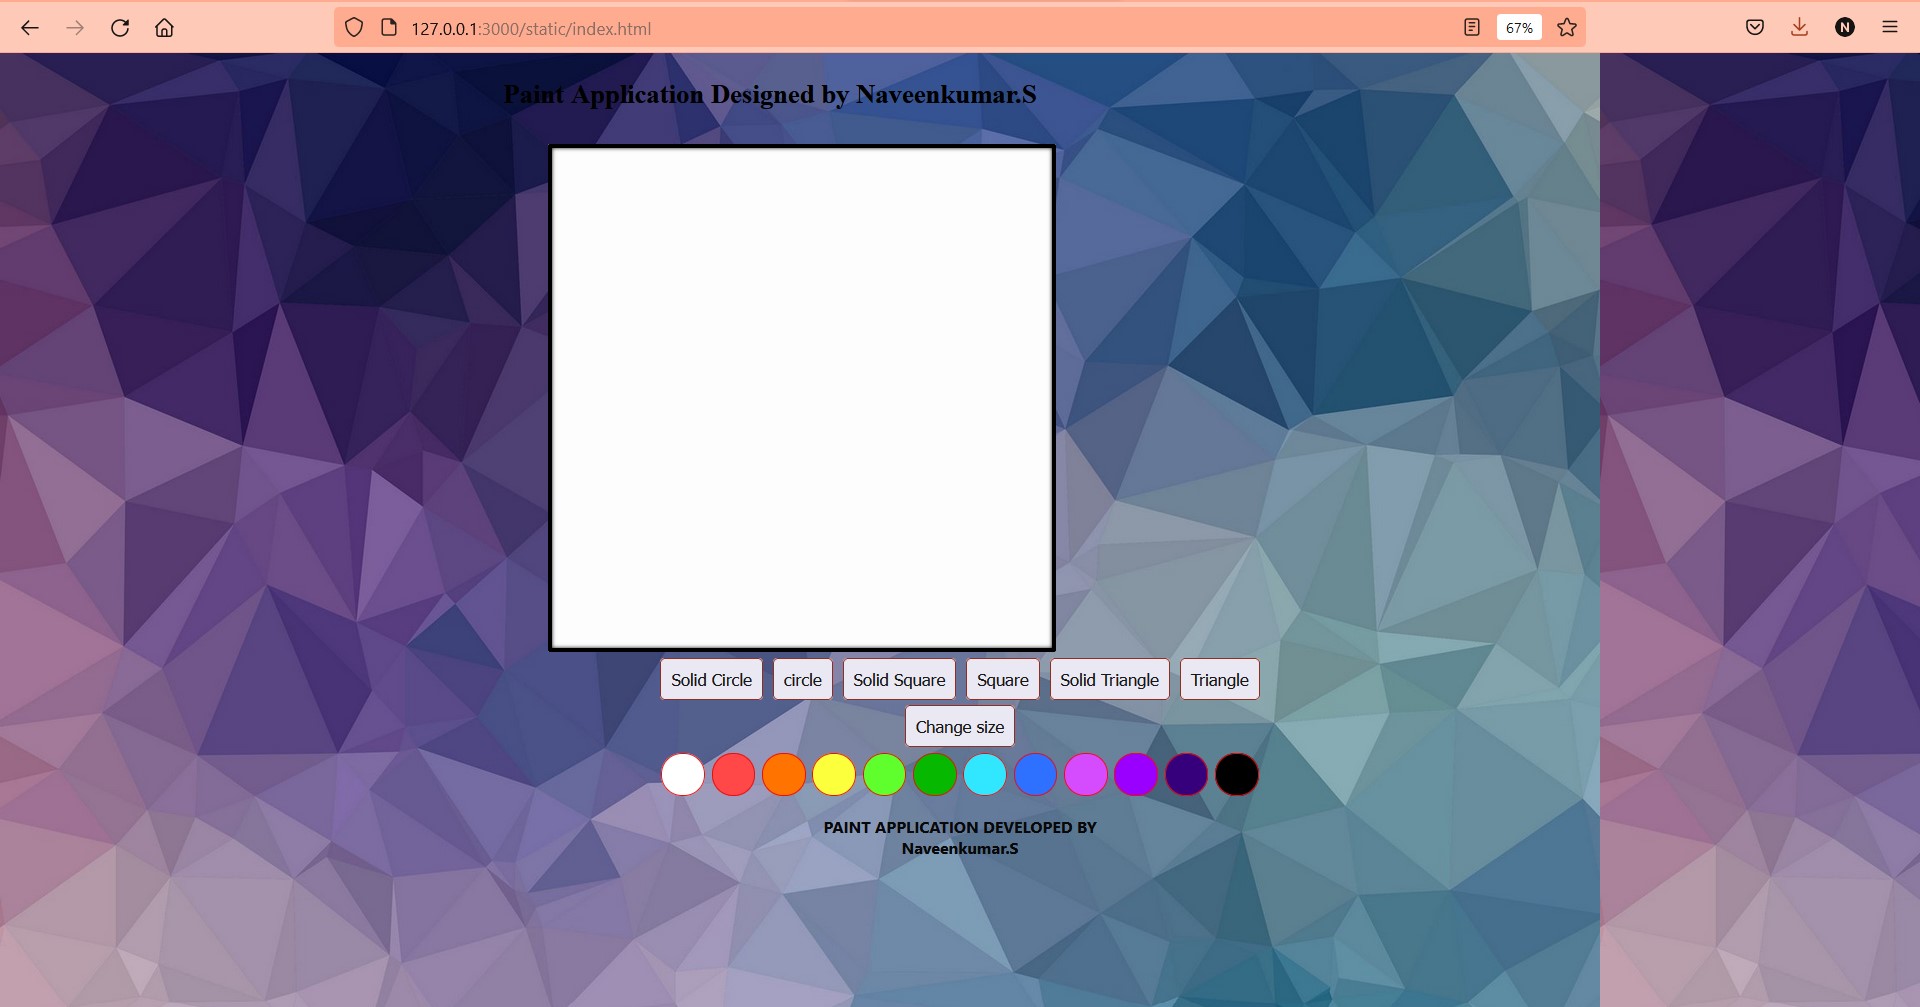 127.0.0.1:3000/static/index.html
67%
N
Paint Application Designed by Naveenkumar.S
Solid Circle circle Solid Square Square Solid Triangle Triangle
Change size
PAINT APPLICATION DEVELOPED BY
Naveenkumar.S